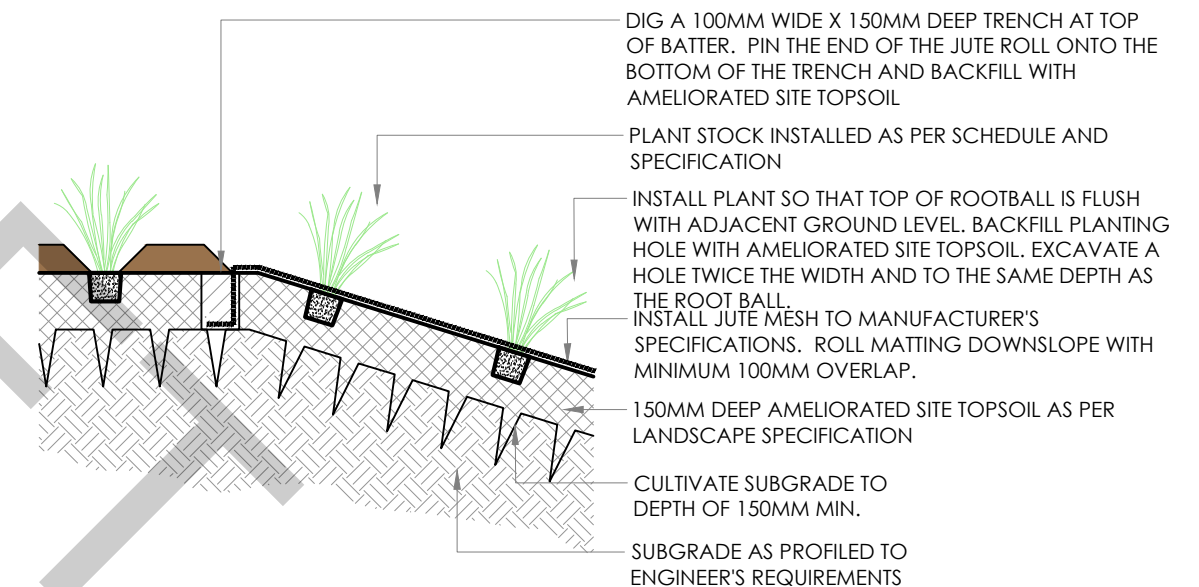 DIG A 100MM WIDE X 150MM DEEP TRENCH AT TOP
OF BATTER.  PIN THE END OF THE JUTE ROLL ONTO THE
BOTTOM OF THE TRENCH AND BACKFILL WITH
AMELIORATED SITE TOPSOIL
PLANT STOCK INSTALLED AS PER SCHEDULE AND
SPECIFICATION
INSTALL PLANT SO THAT TOP OF ROOTBALL IS FLUSH
WITH ADJACENT GROUND LEVEL. BACKFILL PLANTING
HOLE WITH AMELIORATED SITE TOPSOIL. EXCAVATE A
HOLE TWICE THE WIDTH AND TO THE SAME DEPTH AS
THE ROOT BALL.
INSTALL JUTE MESH TO MANUFACTURER'S
SPECIFICATIONS.  ROLL MATTING DOWNSLOPE WITH
MINIMUM 100MM OVERLAP.
150MM DEEP AMELIORATED SITE TOPSOIL AS PER
LANDSCAPE SPECIFICATION
CULTIVATE SUBGRADE TO
DEPTH OF 150MM MIN.
SUBGRADE AS PROFILED TO
ENGINEER'S REQUIREMENTS